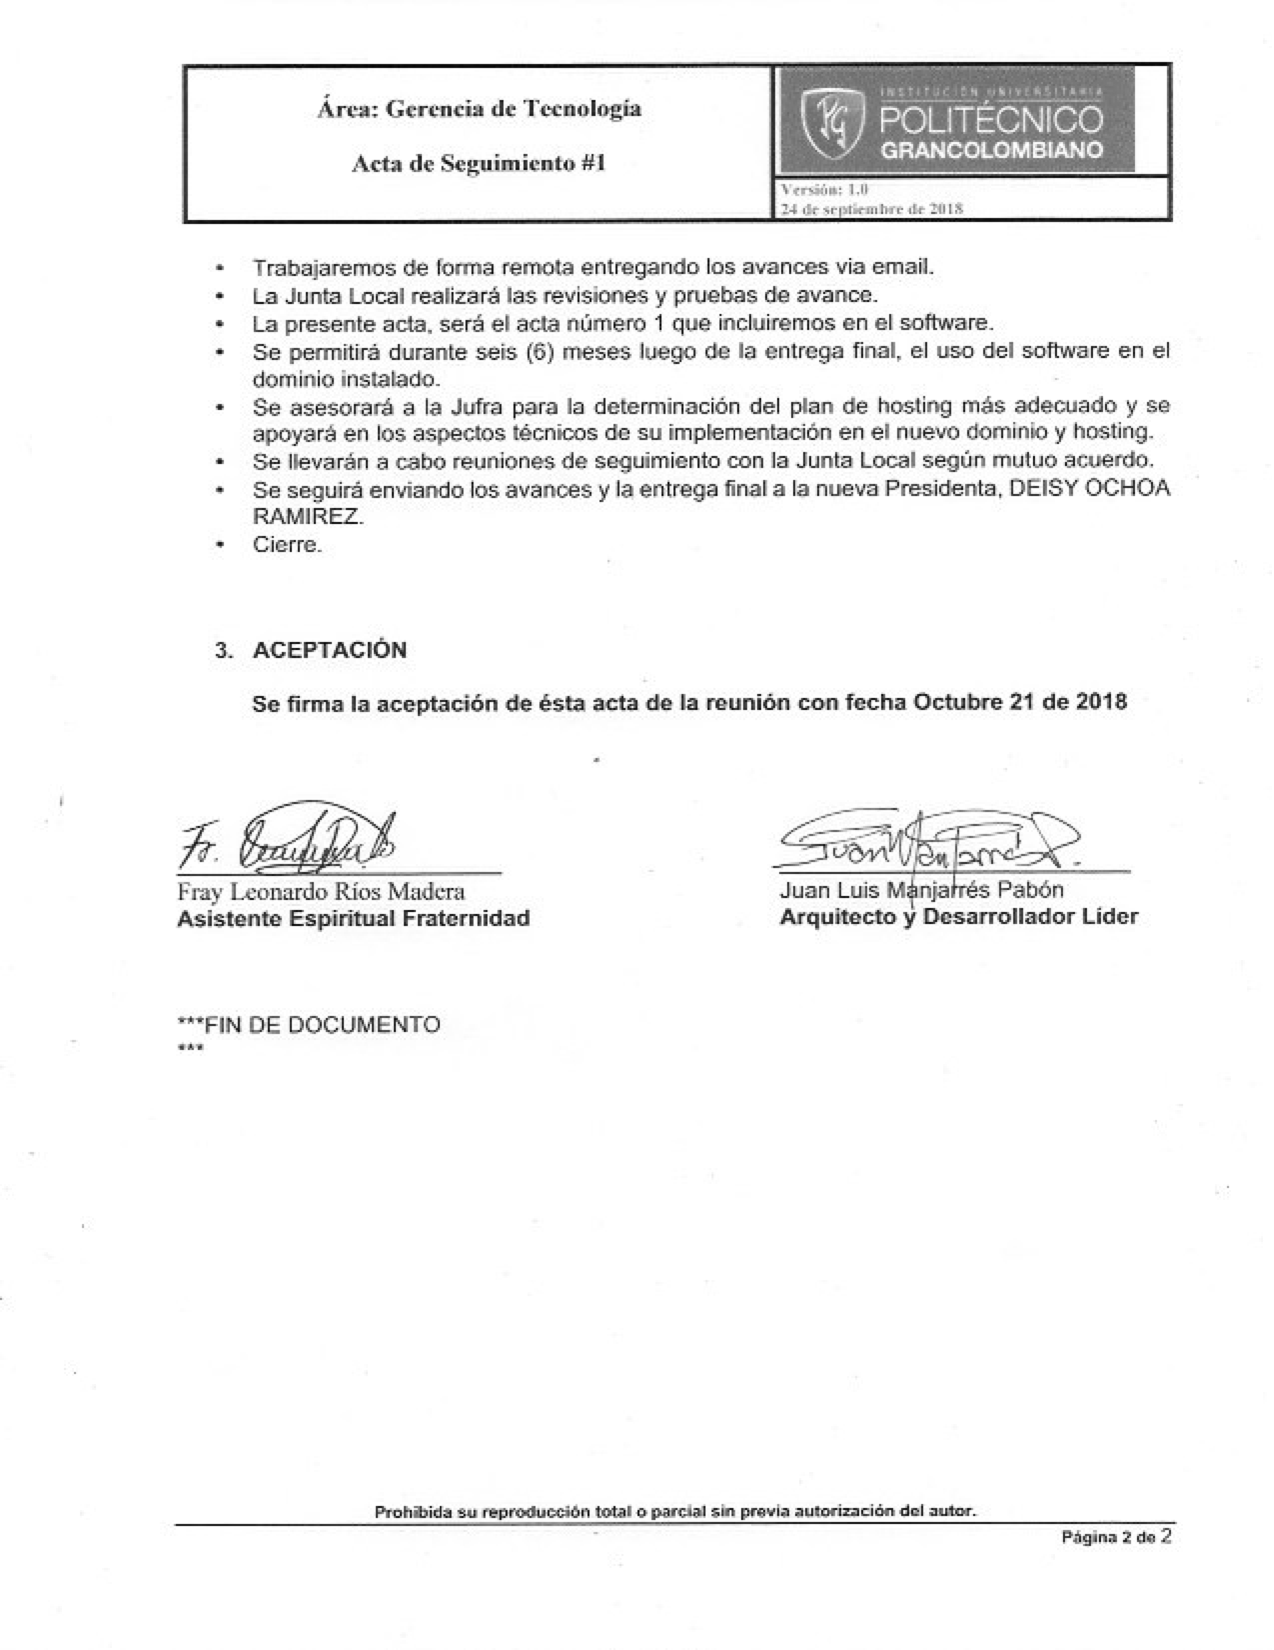 Área: Gerencia de Tecnología
Acta de Seguimiento #1
INSTITUCIÓN UNIVERSITARIA
POLITÉCNICO
GRANCOLOMBIANO
Versión: 1.0
24 de septiembre de 2018
• Trabajaremos de forma remota entregando los avances via email.
• La Junta Local realizará las revisiones y pruebas de avance.
• La presente acta, será el acta número 1 que incluiremos en el software.
• Se permitirá durante seis (6) meses luego de la entrega final, el uso del software en el
dominio instalado.
• Se asesorará a la Jufra para la determinación del plan de hosting más adecuado y se
apoyará en los aspectos técnicos de su implementación en el nuevo dominio y hosting.
• Se llevarán a cabo reuniones de seguimiento con la Junta Local según mutuo acuerdo.
• Se seguirá enviando los avances y la entrega final a la nueva Presidenta, DEISY OCHOA
RAMIREZ.
• Cierre.
3. ACEPTACIÓN
Se firma la aceptación de ésta acta de la reunión con fecha Octubre 21 de 2018
Fr.
Fray Leonardo Ríos Madera
Asistente Espiritual Fraternidad
Juan Luis Manjarrés Pabón
Arquitecto y Desarrollador Líder
***FIN DE DOCUMENTO
***
Prohibida su reproducción total o parcial sin previa autorización del autor.
Página 2 de 2